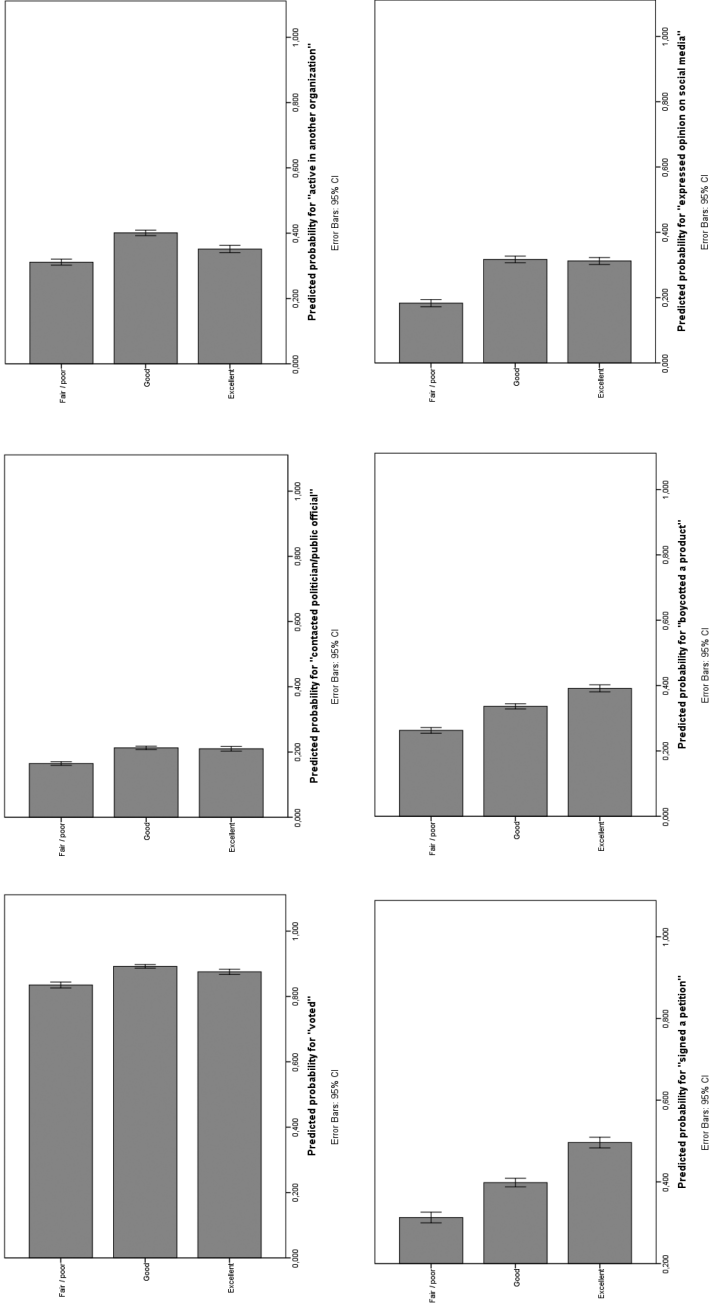 Fair / poor
Good
Excellent
0,000 0,200 0,400 0,600 0,800 1,000
Predicted probability for "active in another organization"
Error Bars: 95% CI
Fair / poor
Good
Excellent
0,000 0,200 0,400 0,600 0,800 1,000
Predicted probability for "expressed opinion on social media"
Error Bars: 95% CI
Fair / poor
Good
Excellent
0,000 0,200 0,400 0,600 0,800 1,000
Predicted probability for "contacted politician/public official"
Error Bars: 95% CI
Fair / poor
Good
Excellent
0,000 0,200 0,400 0,600 0,800 1,000
Predicted probability for "boycotted a product"
Error Bars: 95% CI
Fair / poor
Good
Excellent
0,000 0,200 0,400 0,600 0,800 1,000
Predicted probability for "voted"
Error Bars: 95% CI
Fair / poor
Good
Excellent
0,200 0,400 0,600 0,800 1,000
Predicted probability for "signed a petition"
Error Bars: 95% CI